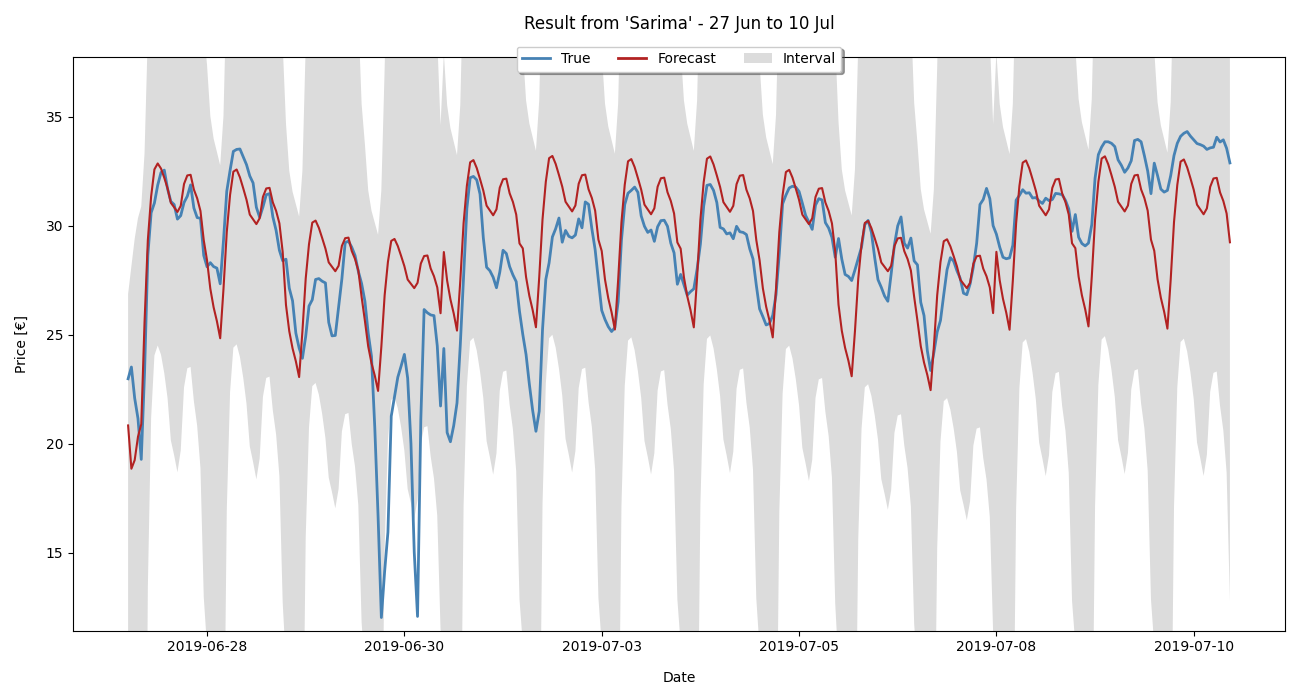 Result from 'Sarima' - 27 Jun to 10 Jul
True Forecast Interval
35
30
25
20
15
Price [€]
2019-06-28 2019-06-30 2019-07-03 2019-07-05 2019-07-08 2019-07-10
Date